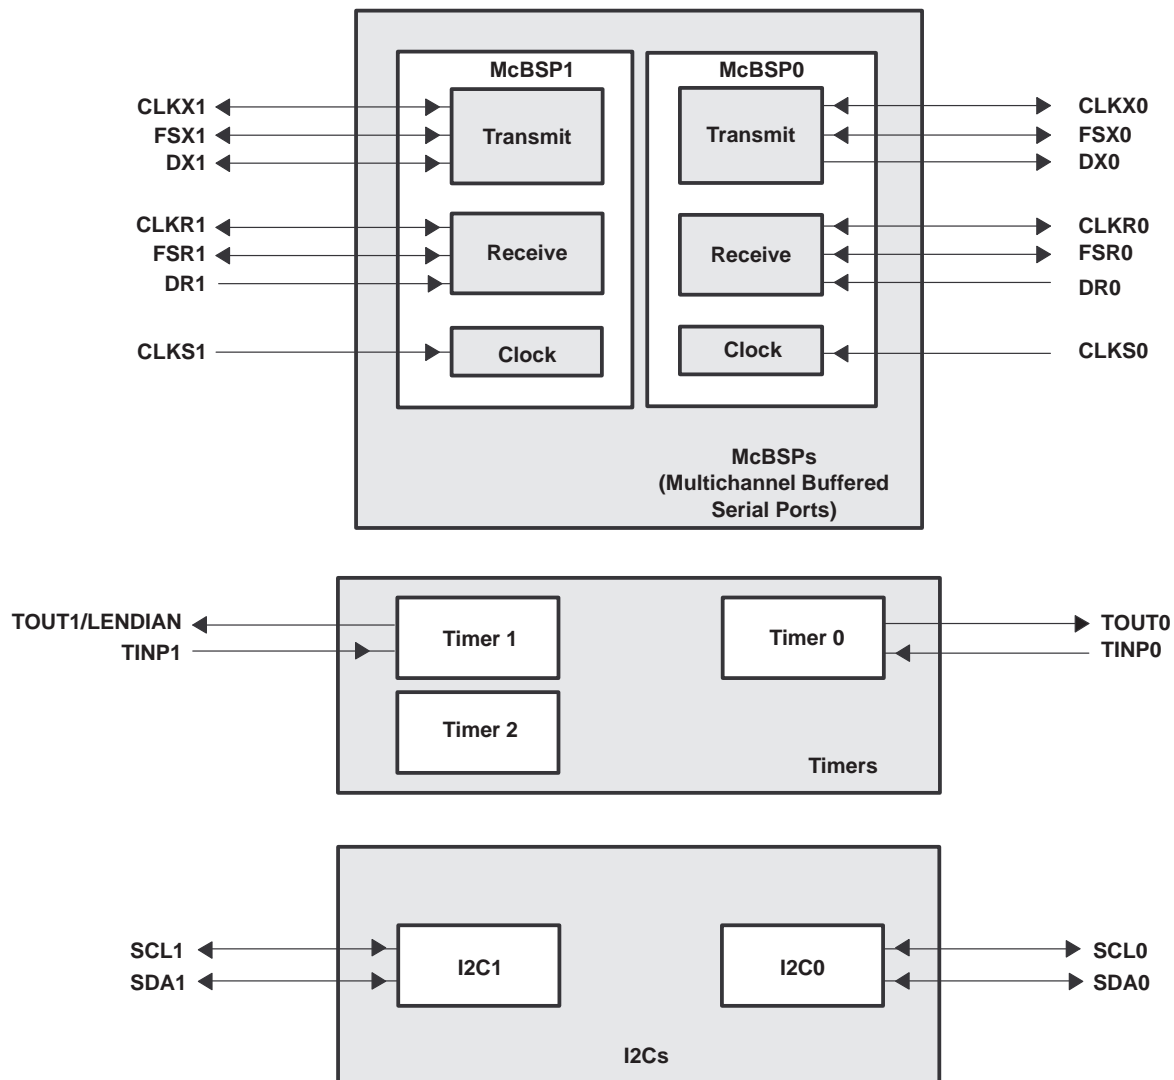 McBSP1
McBSP0
CLKX1
FSX1
DX1
Transmit
Transmit
CLKX0
FSX0
DX0
CLKR1
FSR1
DR1
Receive
Receive
CLKR0
FSR0
DR0
CLKS1
Clock
Clock
CLKS0
McBSPs
(Multichannel Buffered
Serial Ports)
TOUT1/LENDIAN
TINP1
Timer 1
Timer 0
TOUT0
TINP0
Timer 2
Timers
SCL1
SDA1
I2C1
I2C0
SCL0
SDA0
I2Cs